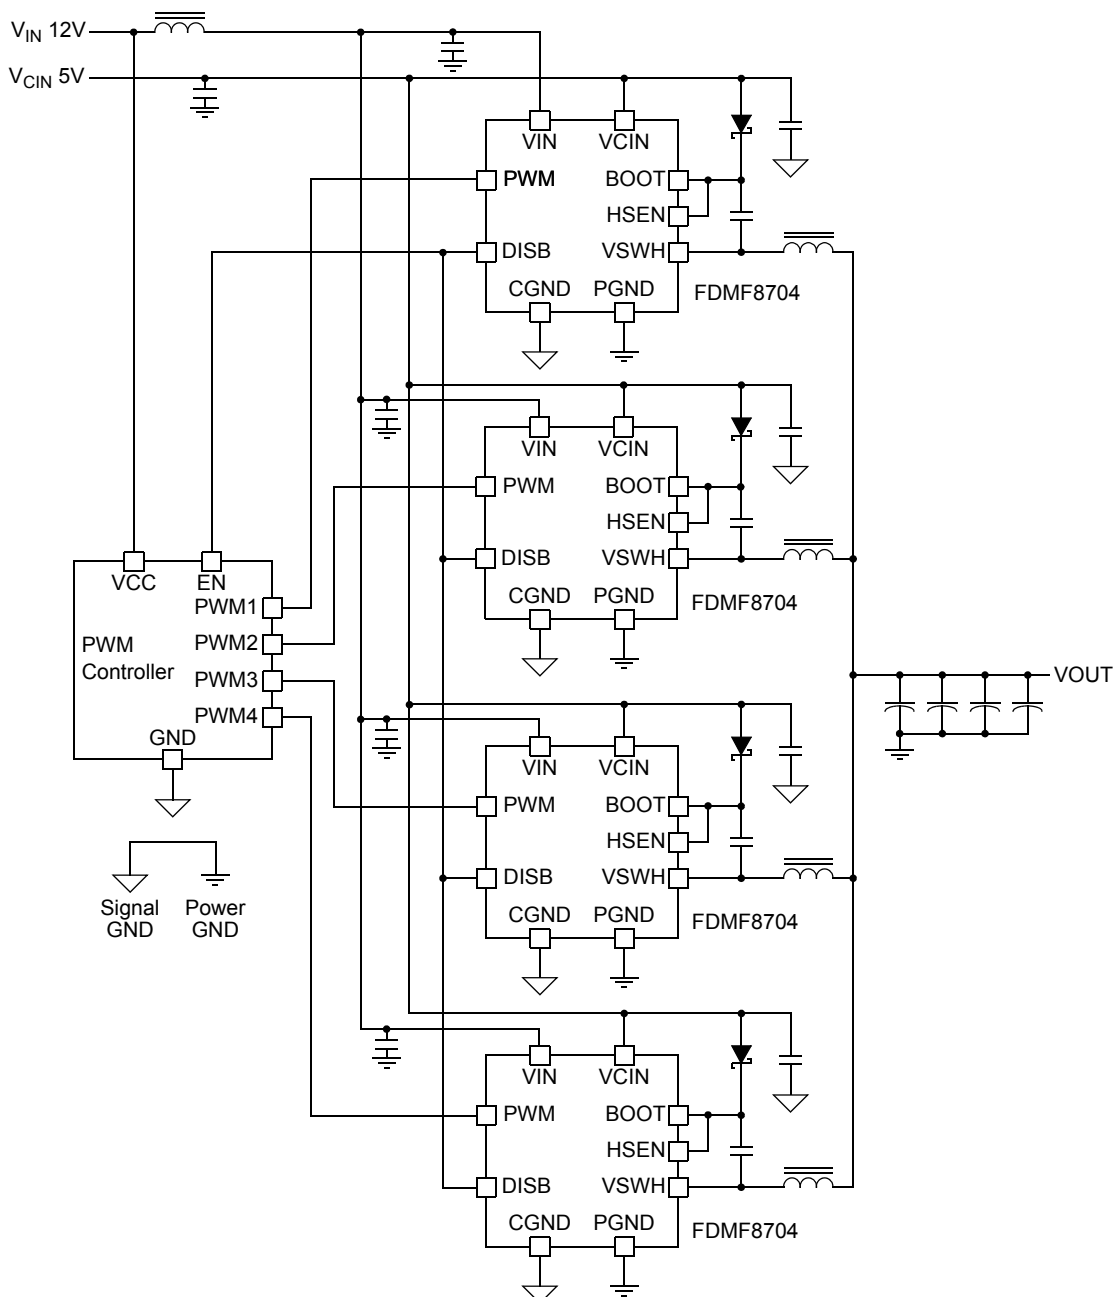 VIN 12V
VCIN 5V
VIN VCIN
PWM BOOT
HSEN
DISB VSWH
CGND PGND
FDMF8704
VIN VCIN
PWM BOOT
HSEN
DISB VSWH
CGND PGND
FDMF8704
VCC EN
PWM1
PWM2
PWM3
PWM4
PWM
Controller
GND
VOUT
VIN VCIN
PWM BOOT
HSEN
DISB VSWH
CGND PGND
FDMF8704
Signal
GND
Power
GND
VIN VCIN
PWM BOOT
HSEN
DISB VSWH
CGND PGND
FDMF8704